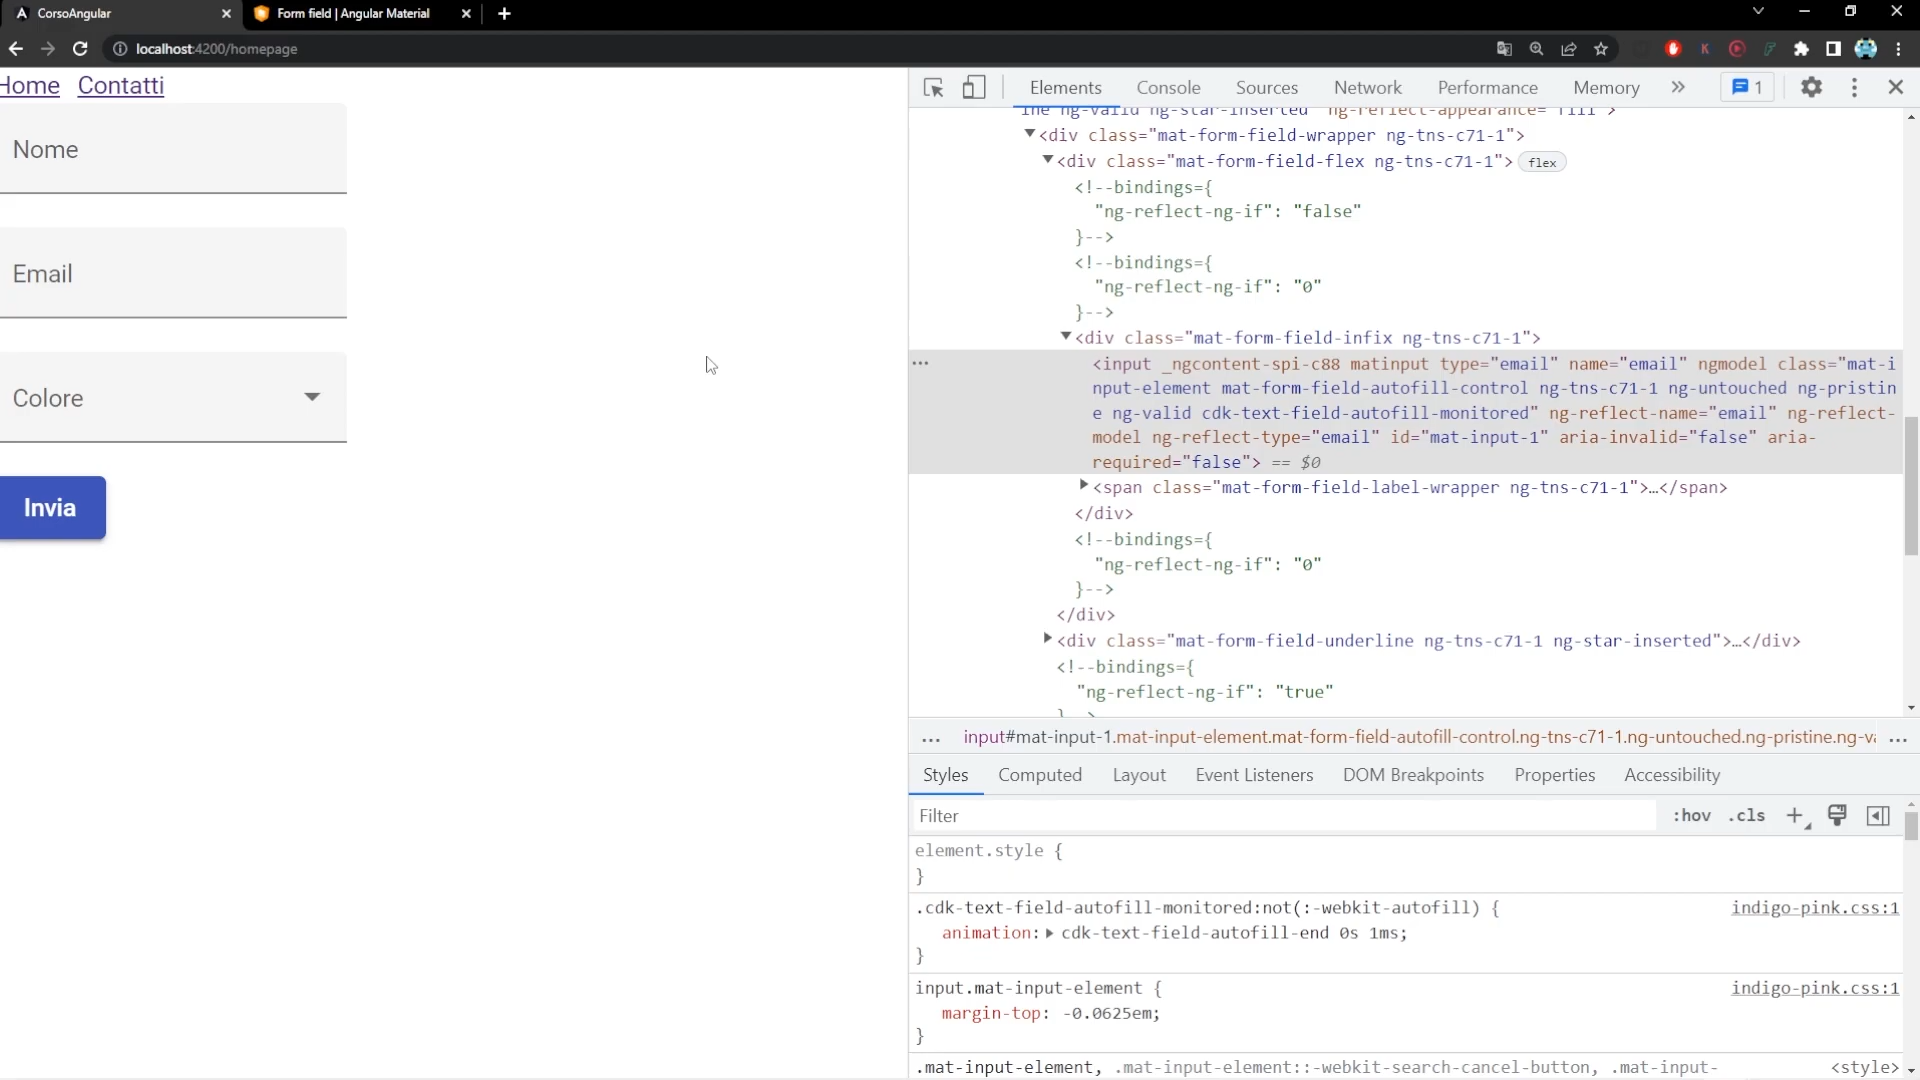 CorsoAngular
Form field | Angular Material
localhost:4200/homepage
Home Contatti
Nome
Email
Colore
Invia
Elements Console Sources Network Performance Memory 1
the ng-valid ng-star-inserted" ng-reflect-appearance="fill">
<div class="mat-form-field-wrapper ng-tns-c71-1">
<div class="mat-form-field-flex ng-tns-c71-1"> flex
<!--bindings={
"ng-reflect-ng-if": "false"
}-->
<!--bindings={
"ng-reflect-ng-if": "0"
}-->
<div class="mat-form-field-infix ng-tns-c71-1">
<input _ngcontent-spi-c88 matinput type="email" name="email" ngmodel class="mat-i
nput-element mat-form-field-autofill-control ng-tns-c71-1 ng-untouched ng-pristin
e ng-valid cdk-text-field-autofill-monitored" ng-reflect-name="email" ng-reflect-
model ng-reflect-type="email" id="mat-input-1" aria-invalid="false" aria-
required="false"> == $0
<span class="mat-form-field-label-wrapper ng-tns-c71-1">…</span>
</div>
<!--bindings={
"ng-reflect-ng-if": "0"
}-->
</div>
<div class="mat-form-field-underline ng-tns-c71-1 ng-star-inserted">…</div>
<!--bindings={
"ng-reflect-ng-if": "true"
}-->
... input#mat-input-1.mat-input-element.mat-form-field-autofill-control.ng-tns-c71-1.ng-untouched.ng-pristine.ng-va ...
Styles Computed Layout Event Listeners DOM Breakpoints Properties Accessibility
Filter :hov .cls
element.style {
}
.cdk-text-field-autofill-monitored:not(:-webkit-autofill) { indigo-pink.css:1
animation: cdk-text-field-autofill-end 0s 1ms;
}
input.mat-input-element { indigo-pink.css:1
margin-top: -0.0625em;
}
.mat-input-element, .mat-input-element::-webkit-search-cancel-button, .mat-input- <style>